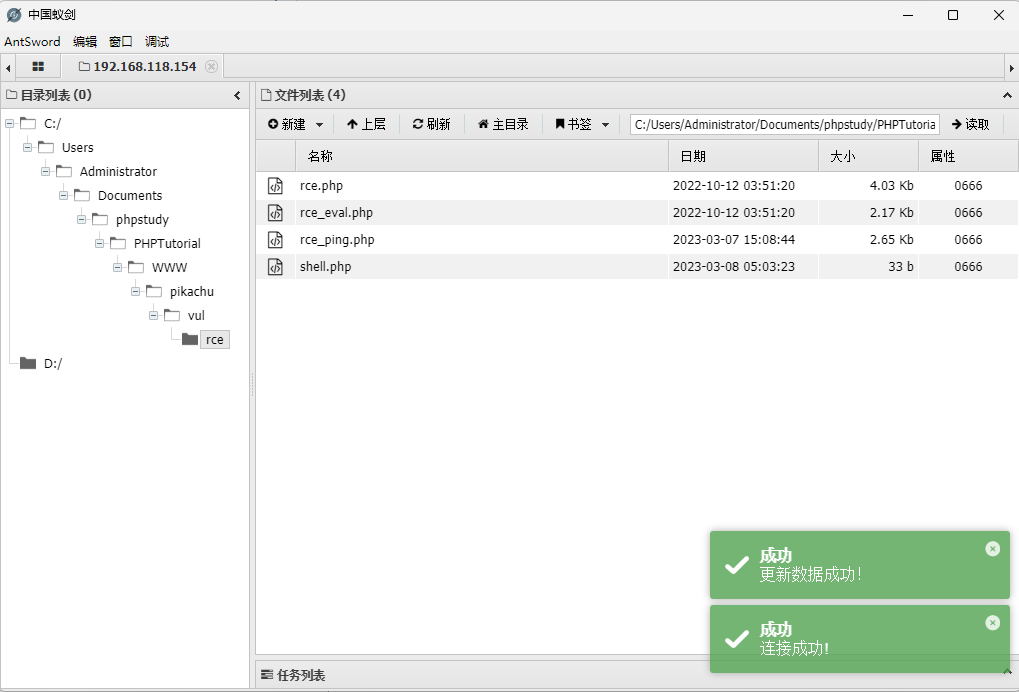 中国蚁剑
AntSword 编辑 窗口 调试
192.168.118.154
目录列表 (0)
文件列表 (4)
新建 上层 刷新 主目录 书签 C:/Users/Administrator/Documents/phpstudy/PHPTutoria 读取
名称 日期 大小 属性
rce.php 2022-10-12 03:51:20 4.03 Kb 0666
rce_eval.php 2022-10-12 03:51:20 2.17 Kb 0666
rce_ping.php 2023-03-07 15:08:44 2.65 Kb 0666
shell.php 2023-03-08 05:03:23 33 b 0666
C:/
Users
Administrator
Documents
phpstudy
PHPTutorial
WWW
pikachu
vul
rce
D:/
成功
更新数据成功!
成功
连接成功!
任务列表